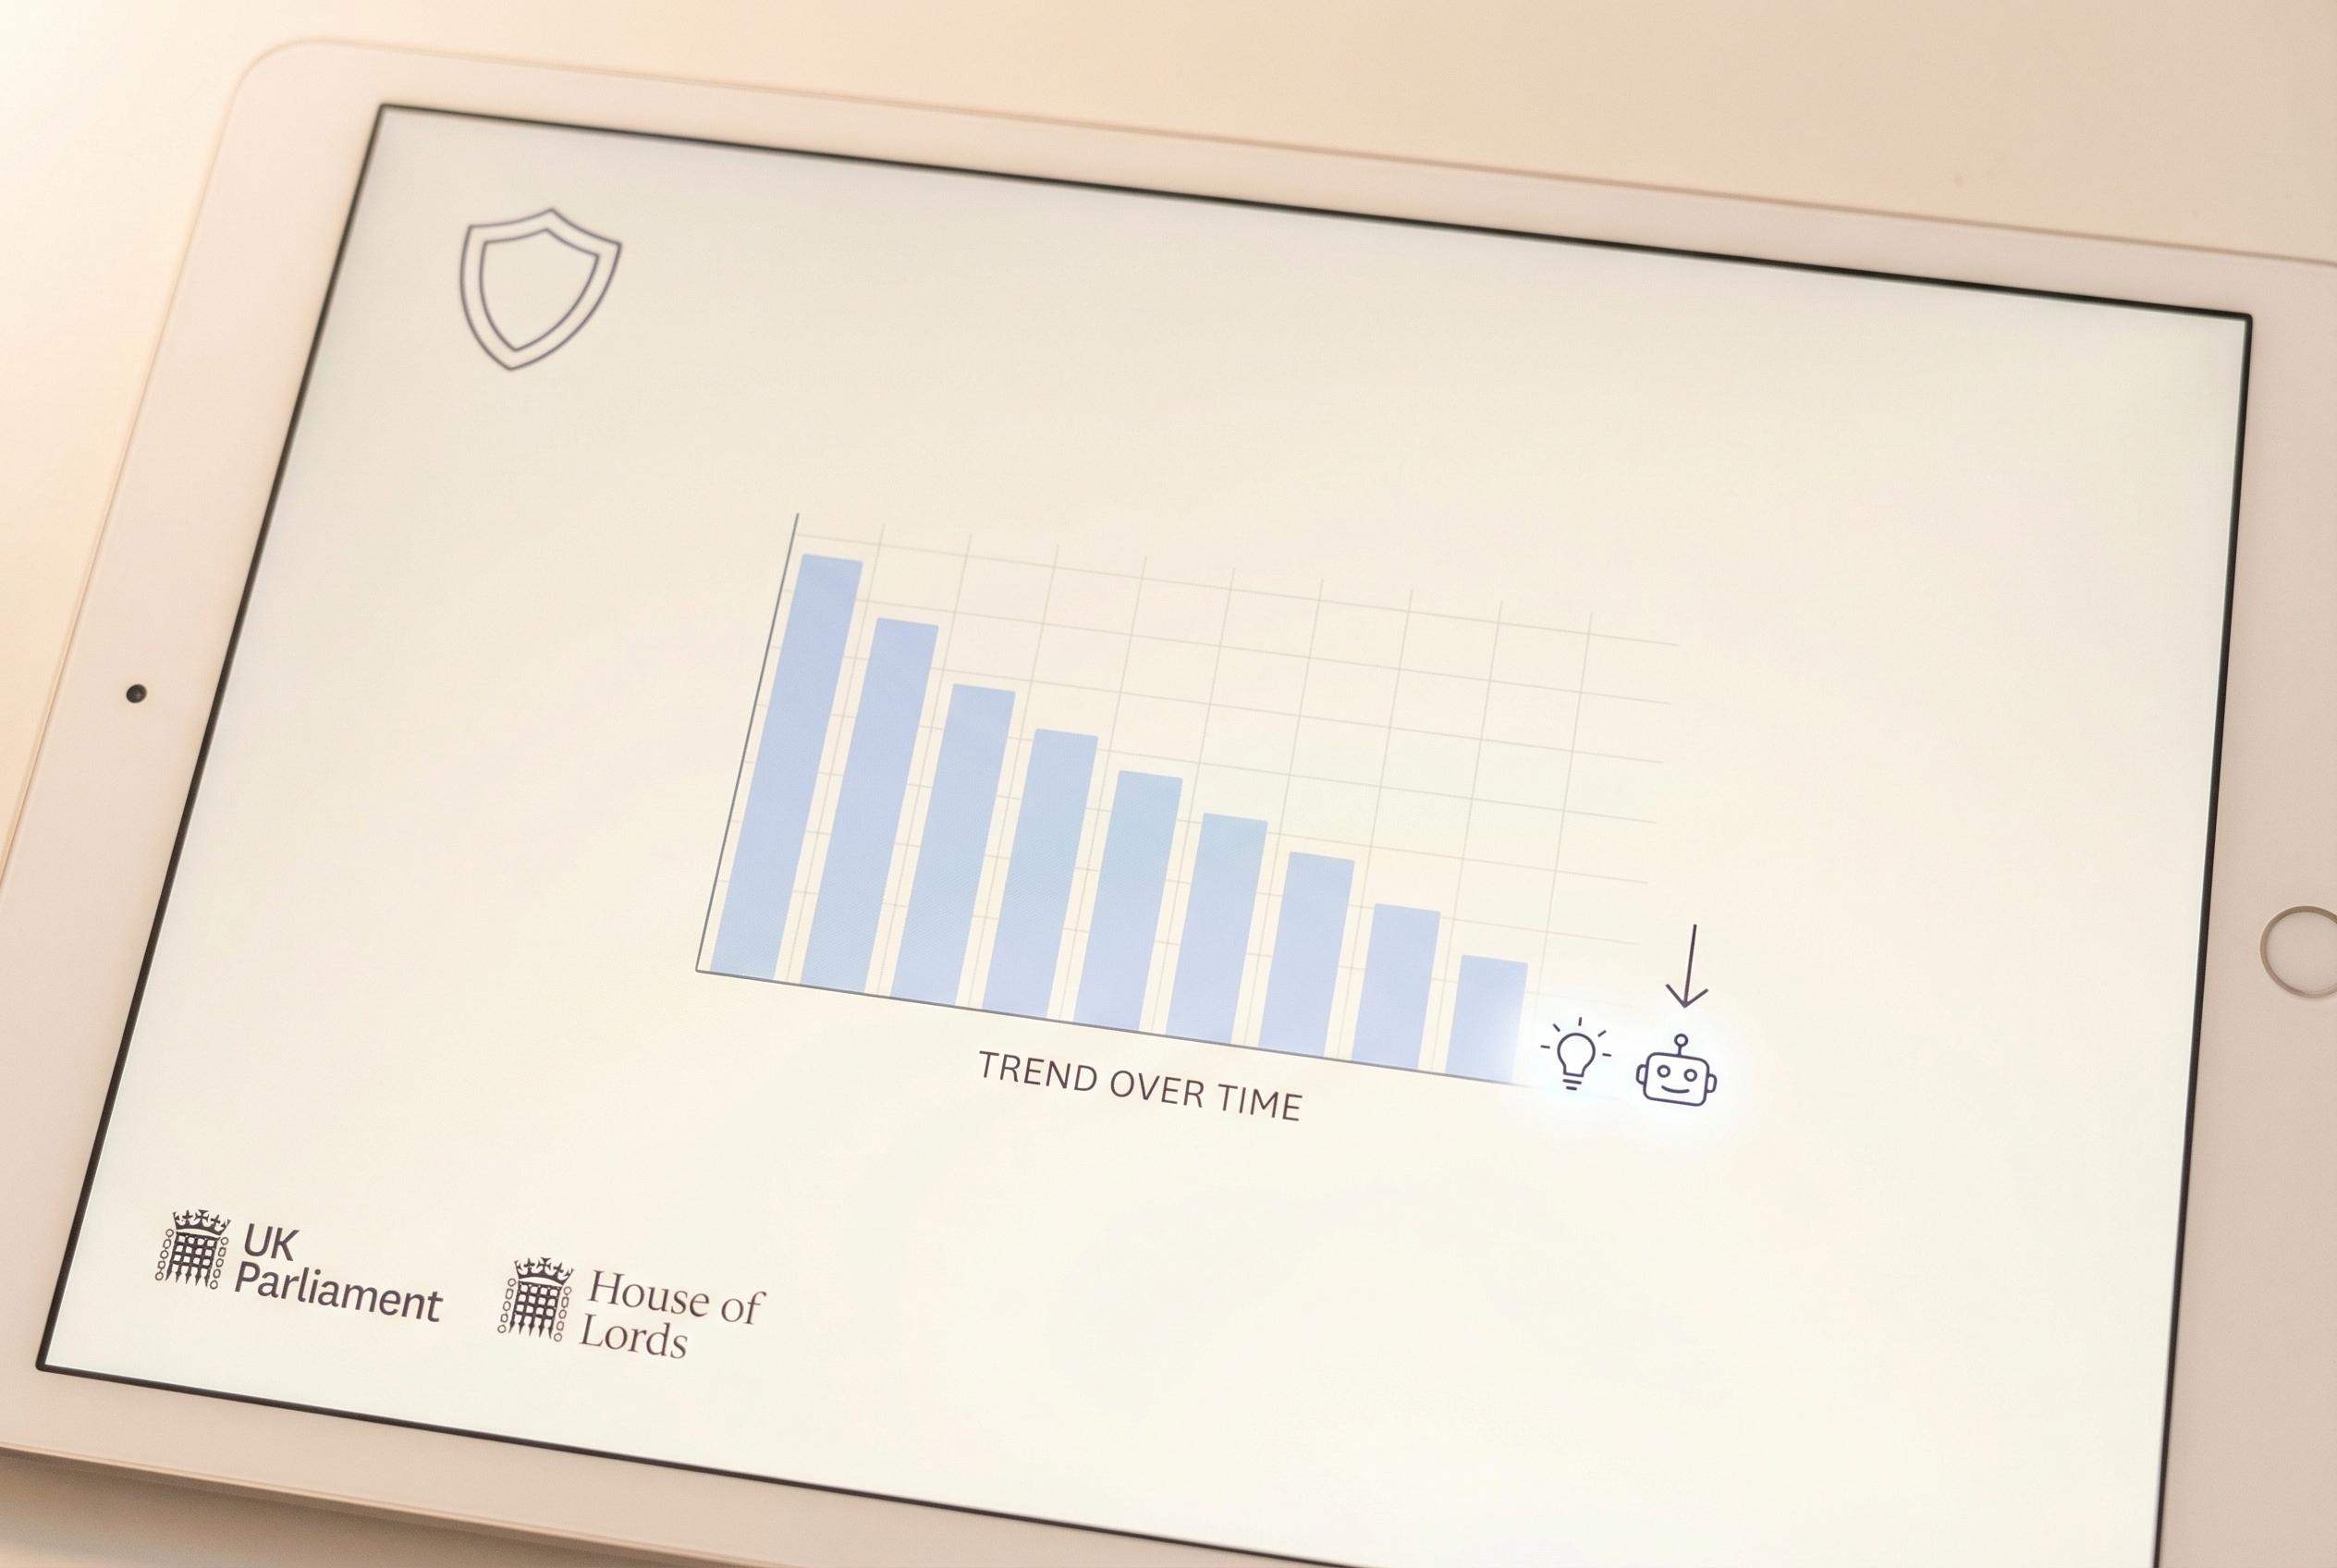 TREND OVER TIME
UK
Parliament
House of
Lords